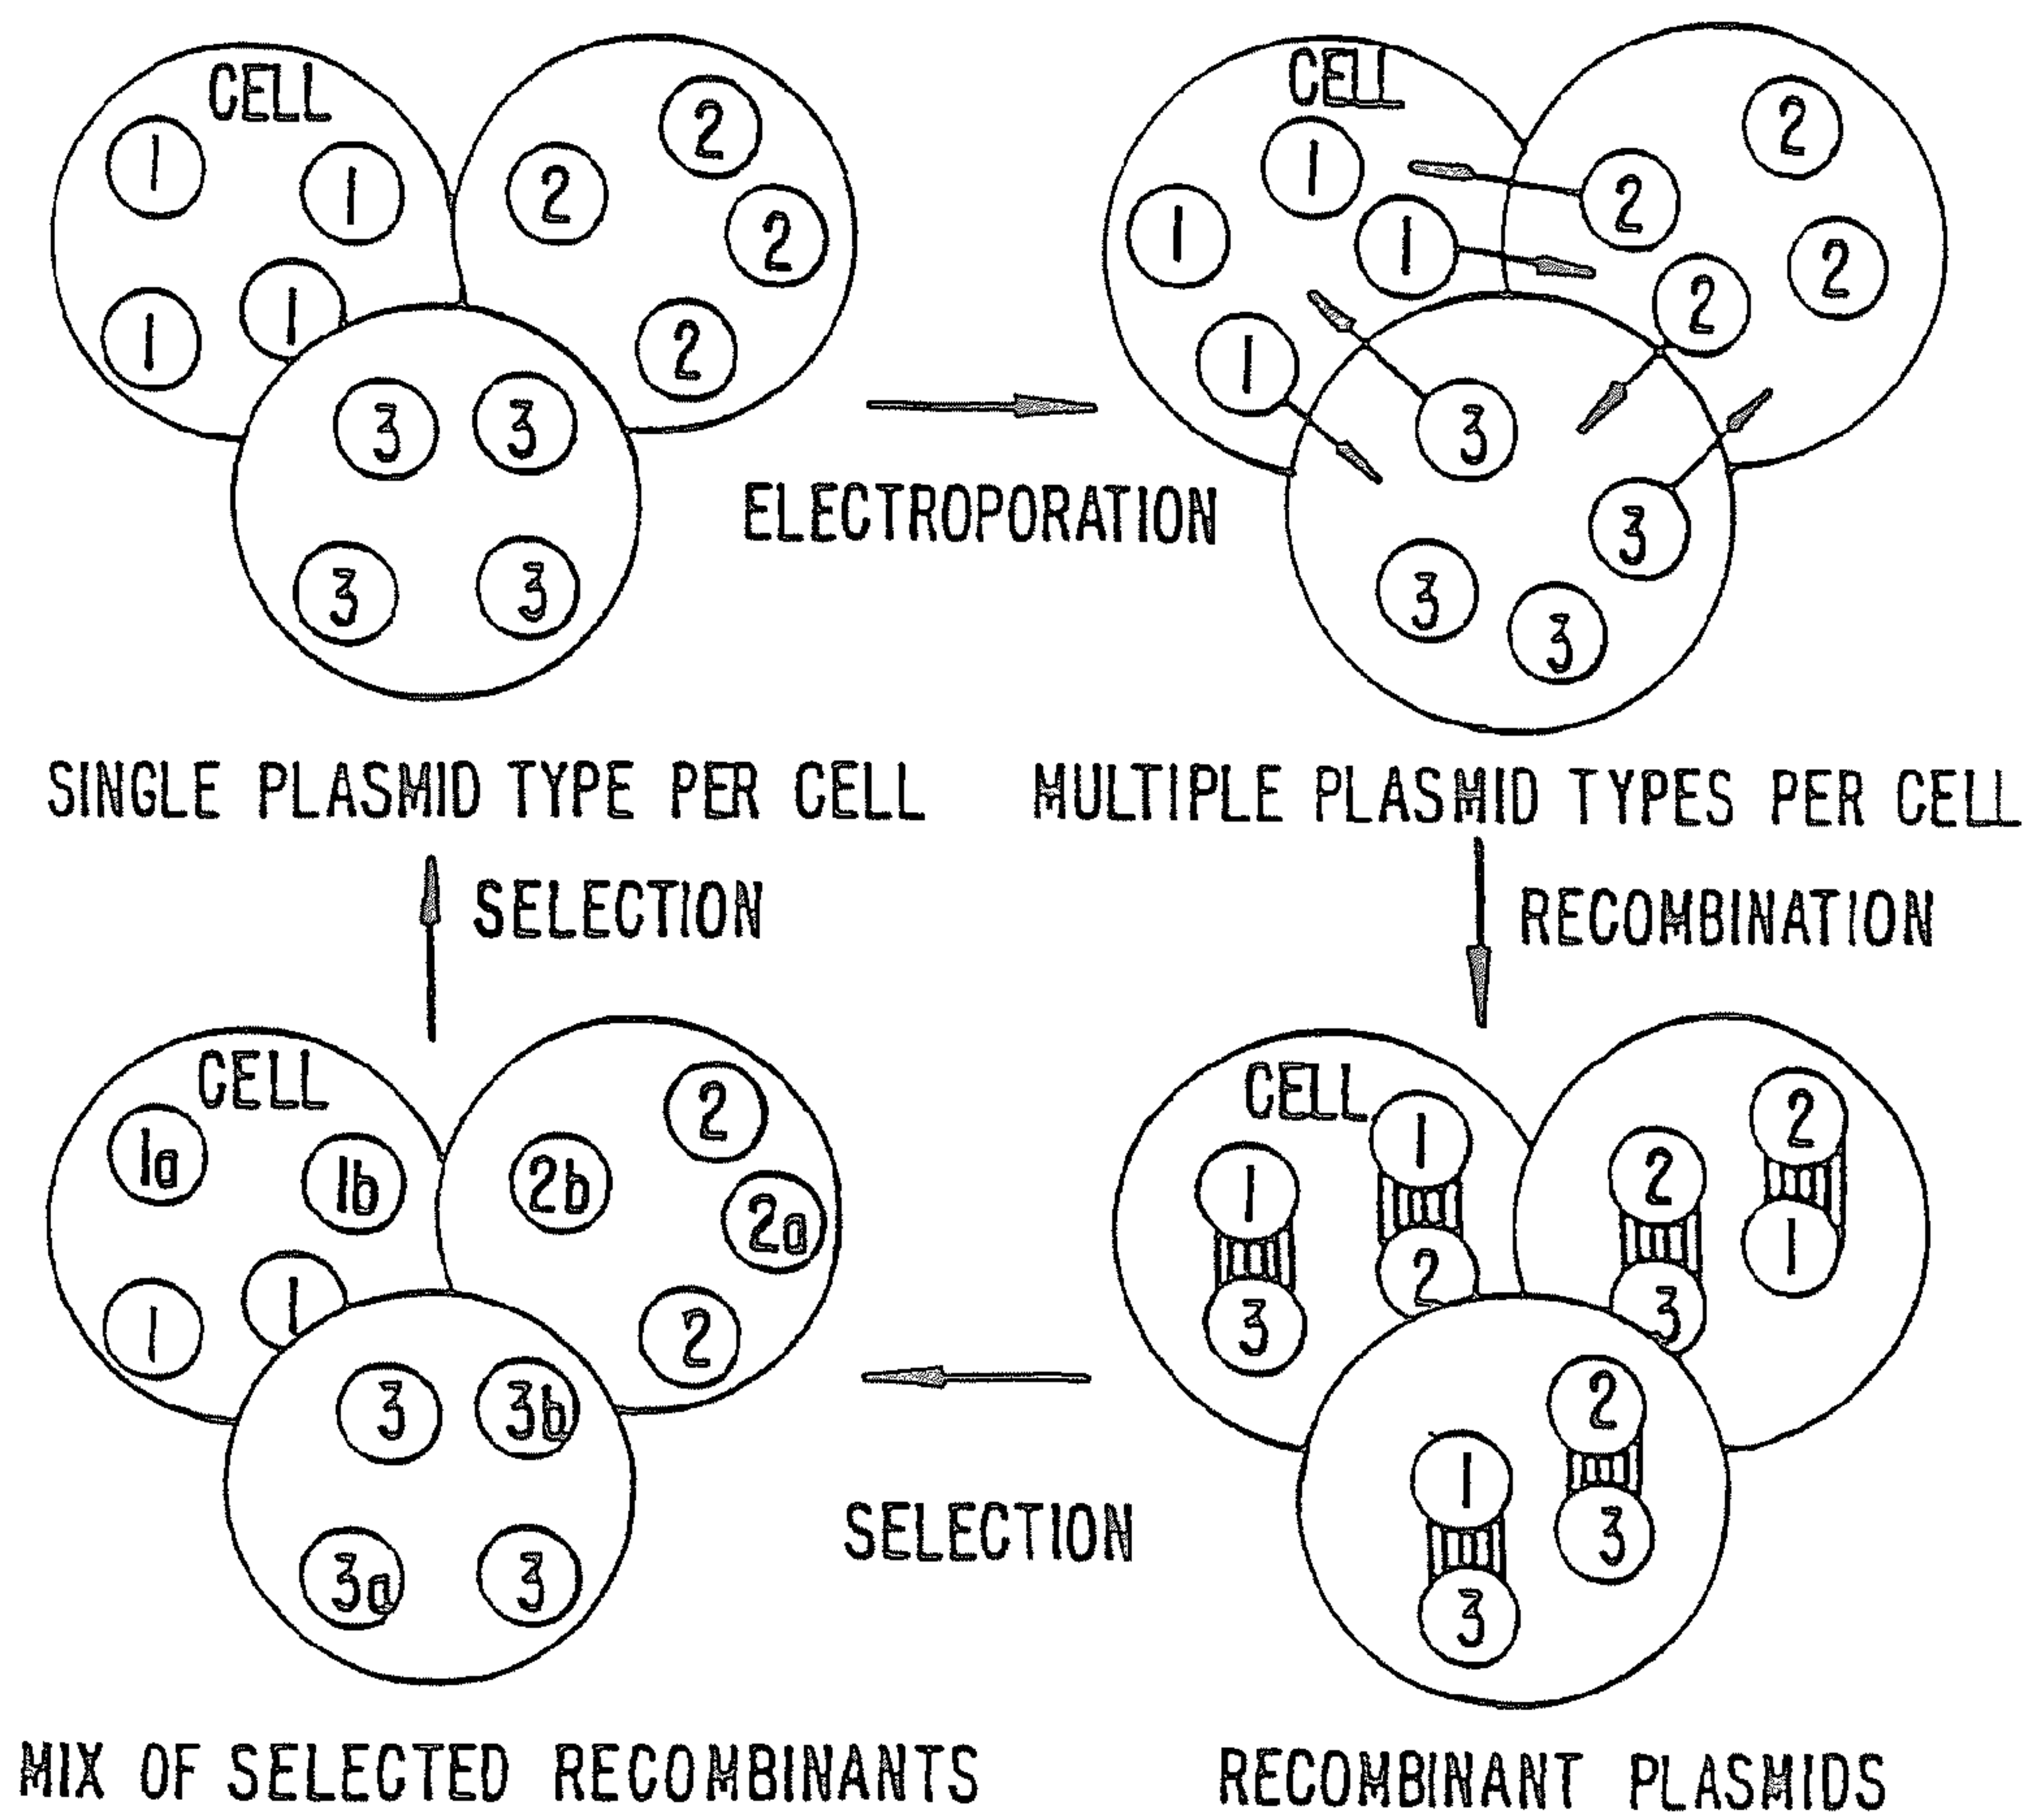 CELL
1
1
1
1
2
2
2
2
3
3
3
3
CELL
1
1
1
1
2
2
2
2
3
3
3
3
ELECTROPORATION
SINGLE PLASMID TYPE PER CELL
MULTIPLE PLASMID TYPES PER CELL
SELECTION
RECOMBINATION
CELL
1a
1b
1
1
2
2b
2a
2
3
3b
3a
3
CELL
1
3
1
2
2
3
2
1
1
3
2
3
SELECTION
MIX OF SELECTED RECOMBINANTS
RECOMBINANT PLASMIDS